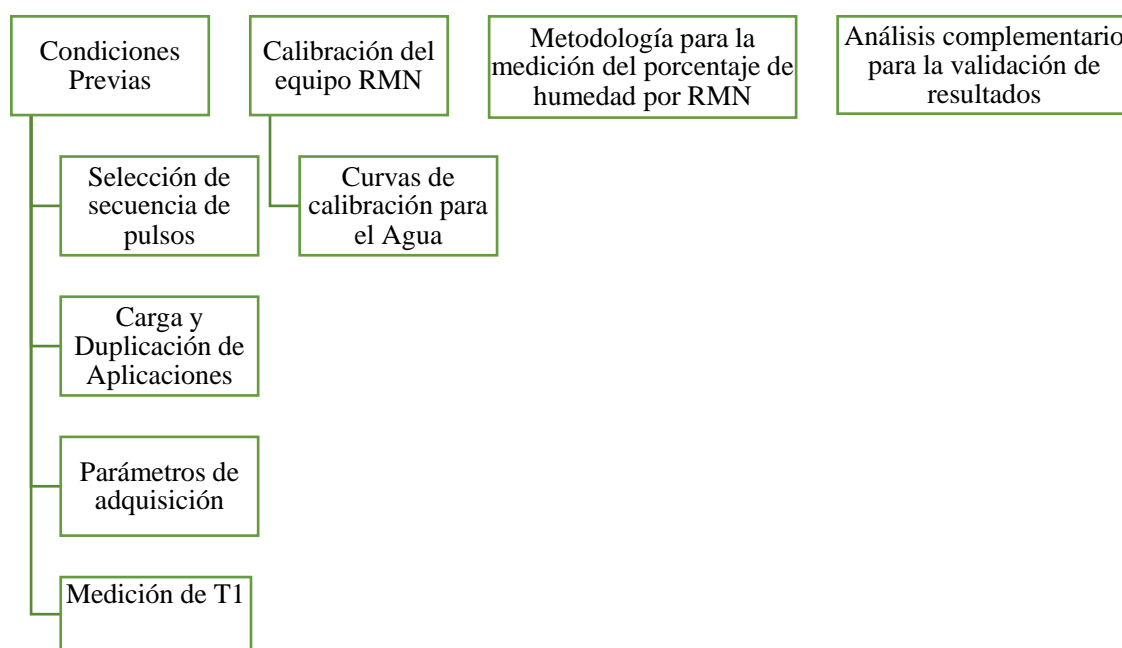 Condiciones
Previas
Calibración del
equipo RMN
Metodología para la
medición del porcentaje de
humedad por RMN
Análisis complementario
para la validación de
resultados
Selección de
secuencia de
pulsos
Curvas de
calibración para
el Agua
Carga y
Duplicación de
Aplicaciones
Parámetros de
adquisición
Medición de T1